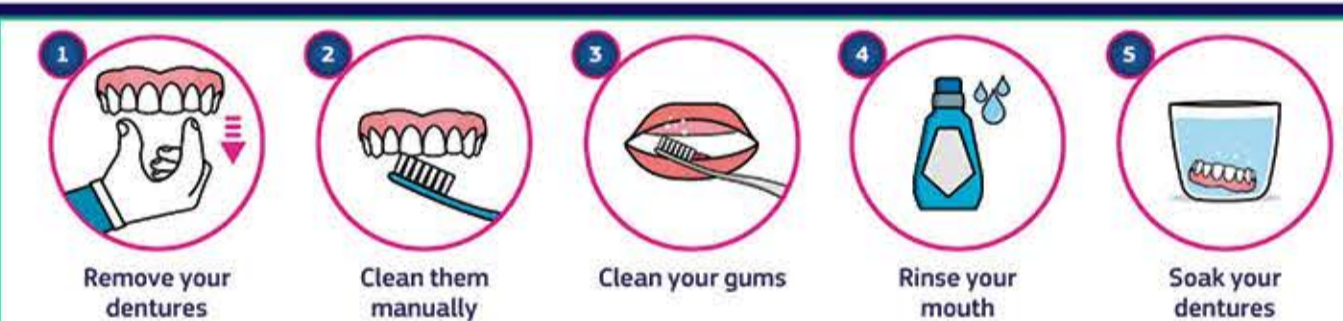 1
Remove your
dentures
2
Clean them
manually
3
Clean your gums
4
Rinse your
mouth
5
Soak your
dentures